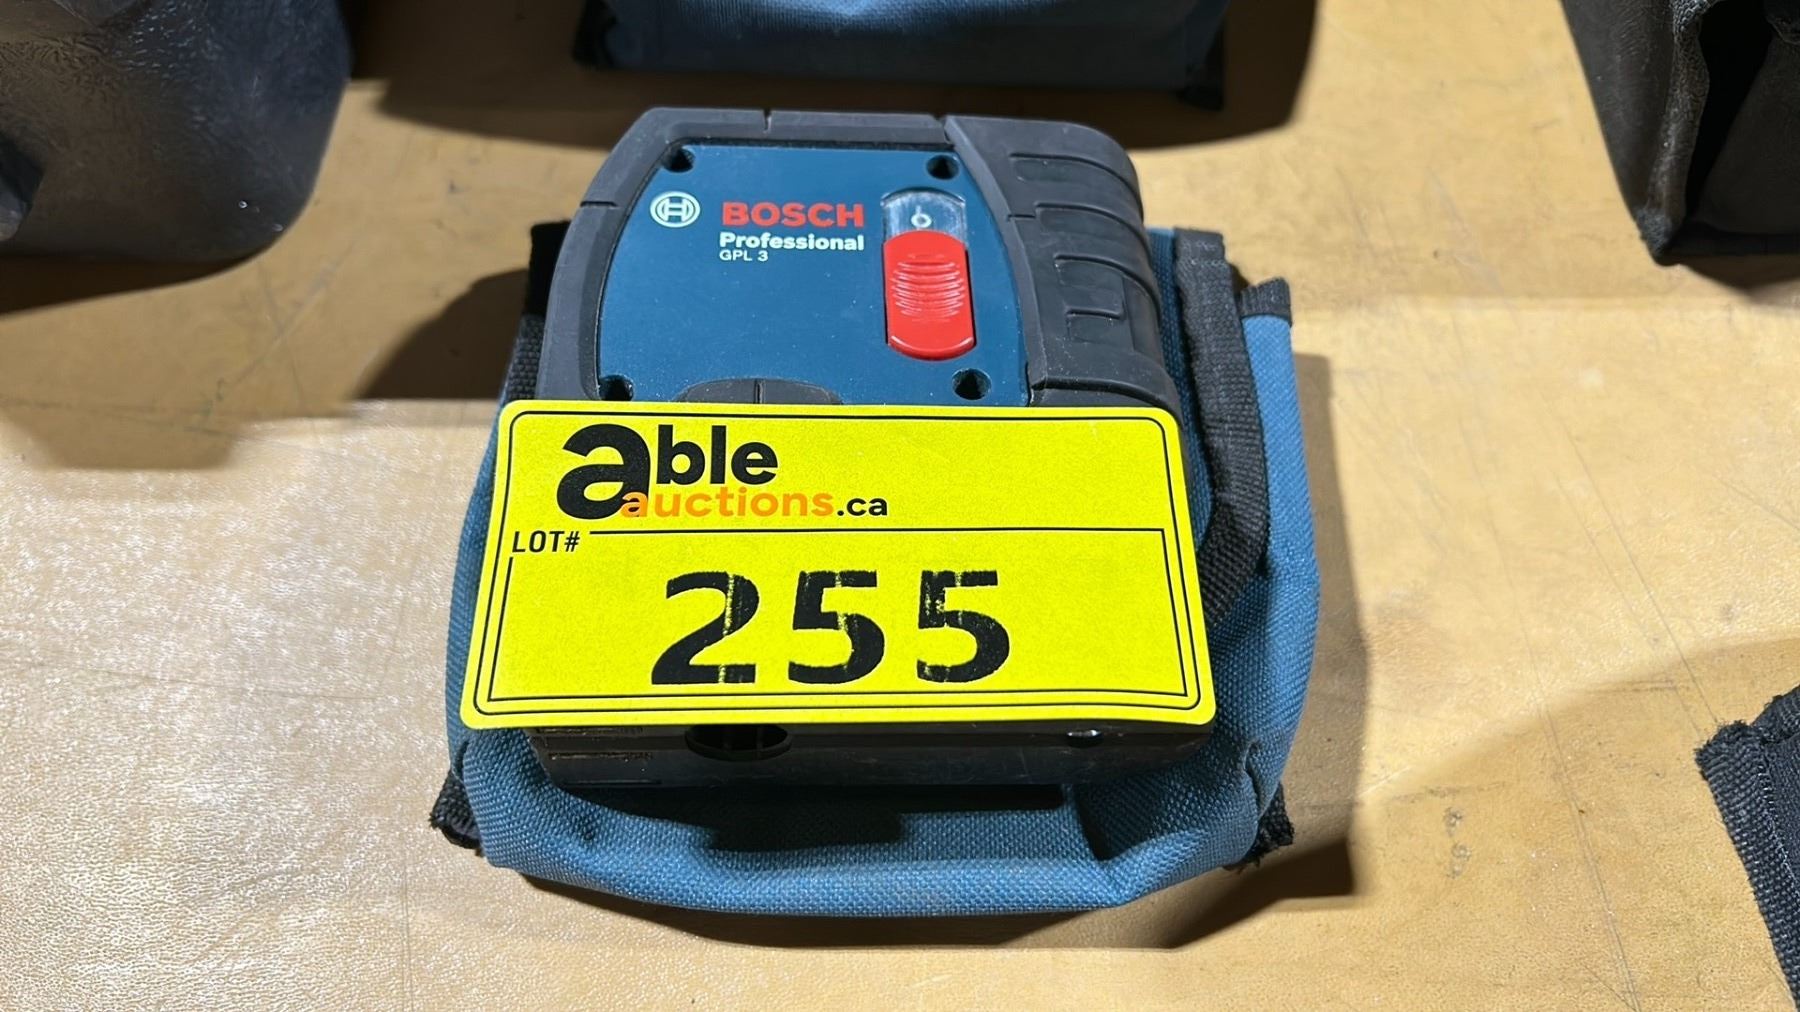 BOSCH
Professional
GPL 3
able
auctions.ca
LOT#
255